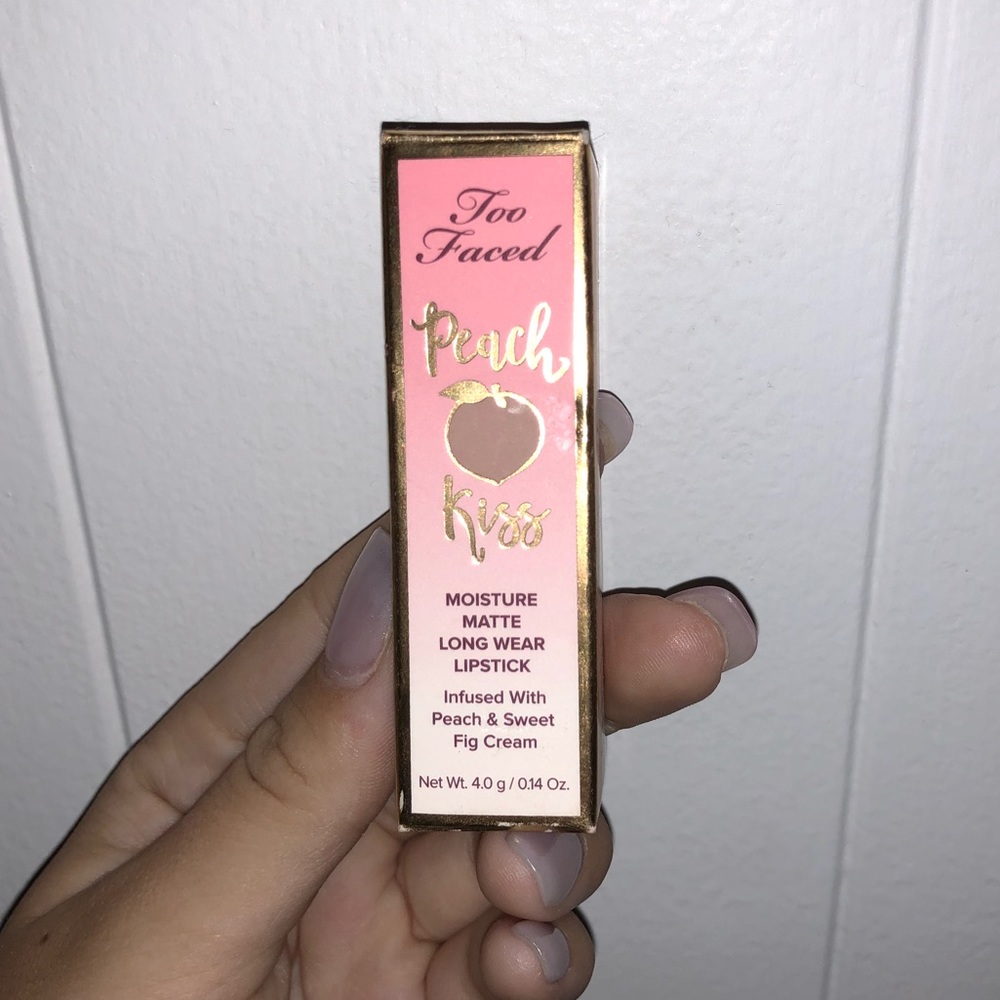 Too
Faced
Peach
Kiss
MOISTURE
MATTE
LONG WEAR
LIPSTICK
Infused With
Peach & Sweet
Fig Cream
Net Wt. 4.0 g / 0.14 Oz.